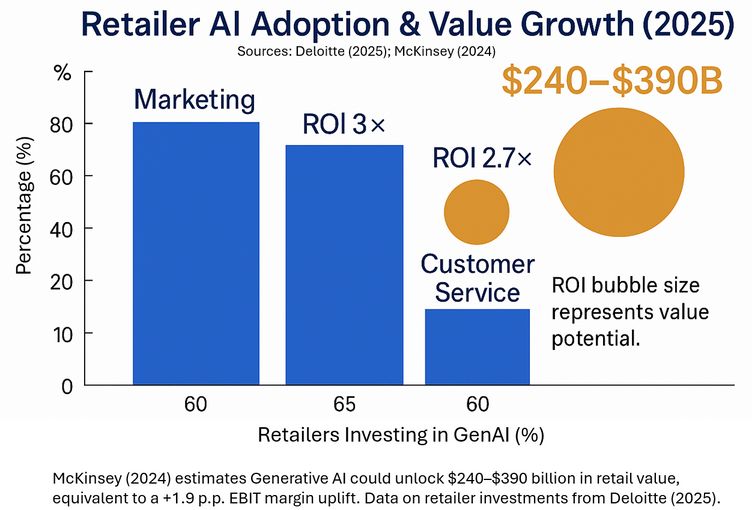 Retailer AI Adoption & Value Growth (2025)
Sources: Deloitte (2025); McKinsey (2024)
%
80
60
40
20
10
0
Percentage (%)
Marketing
ROI 3×
ROI 2.7×
Customer
Service
$240–$390B
ROI bubble size
represents value
potential.
60
65
60
Retailers Investing in GenAI (%)
McKinsey (2024) estimates Generative AI could unlock $240–$390 billion in retail value,
equivalent to a +1.9 p.p. EBIT margin uplift. Data on retailer investments from Deloitte (2025).